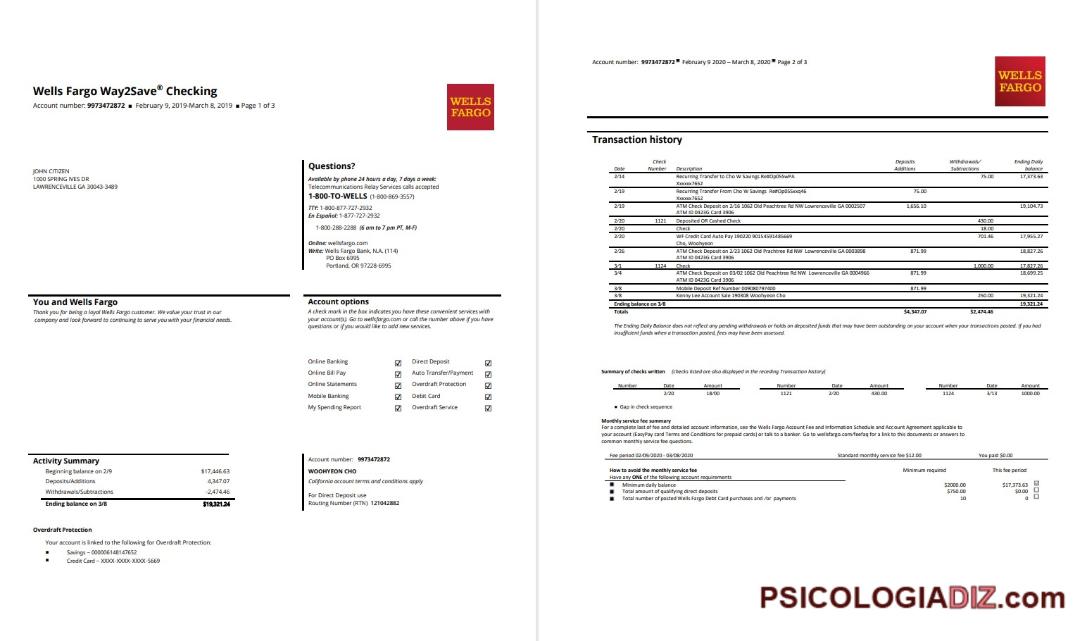 Wells Fargo Way2Save® Checking
Account number: 9973472872 ■ February 9, 2019-March 8, 2019 ■ Page 1 of 3
WELLS
FARGO
JOHN CITIZEN
1000 SPRING IVES DR
LAWRENCEVILLE GA 30043-3489
Questions?
Available by phone 24 hours a day, 7 days a week:
Telecommunications Relay Services calls accepted
1-800-TO-WELLS (1-800-869-3557)
TTY: 1-800-877-727-2932
En Español: 1-877-727-2932
1-800-288-2288 (6 am to 7 pm PT, M-F)
Online: wellsfargo.com
Write: Wells Fargo Bank, N.A. (114)
PO Box 6995
Portland, OR 97228-6995
You and Wells Fargo
Thank you for being a loyal Wells Fargo customer. We value your trust in our
company and look forward to continuing to serve you with your financial needs.
Account options
A check mark in the box indicates you have these convenient services with
your account(s). Go to wellsfargo.com or call the number above if you have
questions or if you would like to add new services.
Online Banking ☑ Direct Deposit ☑
Online Bill Pay ☑ Auto Transfer/Payment ☑
Online Statements ☑ Overdraft Protection ☑
Mobile Banking ☑ Debit Card ☑
My Spending Report ☑ Overdraft Service ☑
Activity Summary
Beginning balance on 2/9 $17,446.63
Deposits/Additions 4,347.07
Withdrawals/Subtractions -2,474.46
Ending balance on 3/8 $19,321.24
Account number: 9973472872
WOOHYEON CHO
California account terms and conditions apply
For Direct Deposit use
Routing Number (RTN) 121042882
Overdraft Protection
Your account is linked to the following for Overdraft Protection:
■ Savings – 000006148147652
■ Credit Card – XXXX-XXXX-XXXX-5669
Account number: 9973472872 ■ February 9 2020 – March 8, 2020 ■ Page 2 of 3
WELLS
FARGO
Transaction history
Date Check Number Description Deposits Additions Withdrawals/ Subtractions Ending Daily balance
2/14 Recurring Transfer to Cho W Savings 75.00 17,373.63
Xxxxxx7652
2/19 Recurring Transfer From Cho W Savings 75.00
Xxxxxx7652
2/19 ATM Check Deposit on 2/16 1062 Old Peachtree Rd NW Lawrenceville GA 0002507 1,656.10 19,104.73
ATM ID 0423G Card 3906
2/20 1121 Deposited OR Cashed Check 430.00
2/20 Check 18.00
2/20 WF Credit Card Auto Pay 190220 90154591485669 701.46 17,955.27
Cho, Woohyeon
2/26 ATM Check Deposit on 2/23 1062 Old Peachtree Rd NW Lawrenceville GA 0003898 871.99 18,827.26
ATM ID 0423G Card 3906
3/1 1124 Check 1,000.00 17,827.26
3/4 ATM Check Deposit on 03/02 1062 Old Peachtree Rd NW Lawrenceville GA 0004966 871.99 18,699.25
ATM ID 0423G Card 3906
3/8 Mobile Deposit Ref Number 009080797400 871.99
3/8 Kenny Lee Account Sale 190308 Woohyeon Cho 250.00 19,321.24
Ending balance on 3/8 19,321.24
Totals $4,347.07 $2,474.46
The Ending Daily Balance does not reflect any pending withdrawals or holds on deposited funds that may have been outstanding on your account when your transactions posted. If you had
insufficient funds when a transaction posted, fees may have been assessed.
Summary of checks written (checks listed are also displayed in the receding Transaction history)
Number Date Amount Number Date Amount Number Date Amount
2/20 18/00 1121 2/20 430.00 1124 3/13 1000.00
■ Gap in check sequence
Monthly service fee summary
For a complete last of fee and detailed account information, see the Wells Fargo Account Fee and Information Schedule and Account Agreement applicable to
your account (EasyPay card Terms and Conditions for prepaid cards) or talk to a banker. Go to wellsfargo.com/feefaq for a link to this documents or answers to
common monthly service fee questions.
Fee period 02/09/2020 - 03/08/2020 Standard monthly service fee $12.00 You paid $0.00
How to avoid the monthly service fee Minimum required This fee period
Have any ONE of the following account requirements
■ Minimum daily balance $2000.00 $17,373.63 ☑
■ Total amount of qualifying direct deposits $750.00 $0.00 ☐
■ Total number of posted Wells Fargo Debit Card purchases and /or payments 10 0 ☐
PSICOLOGIADIZ.com